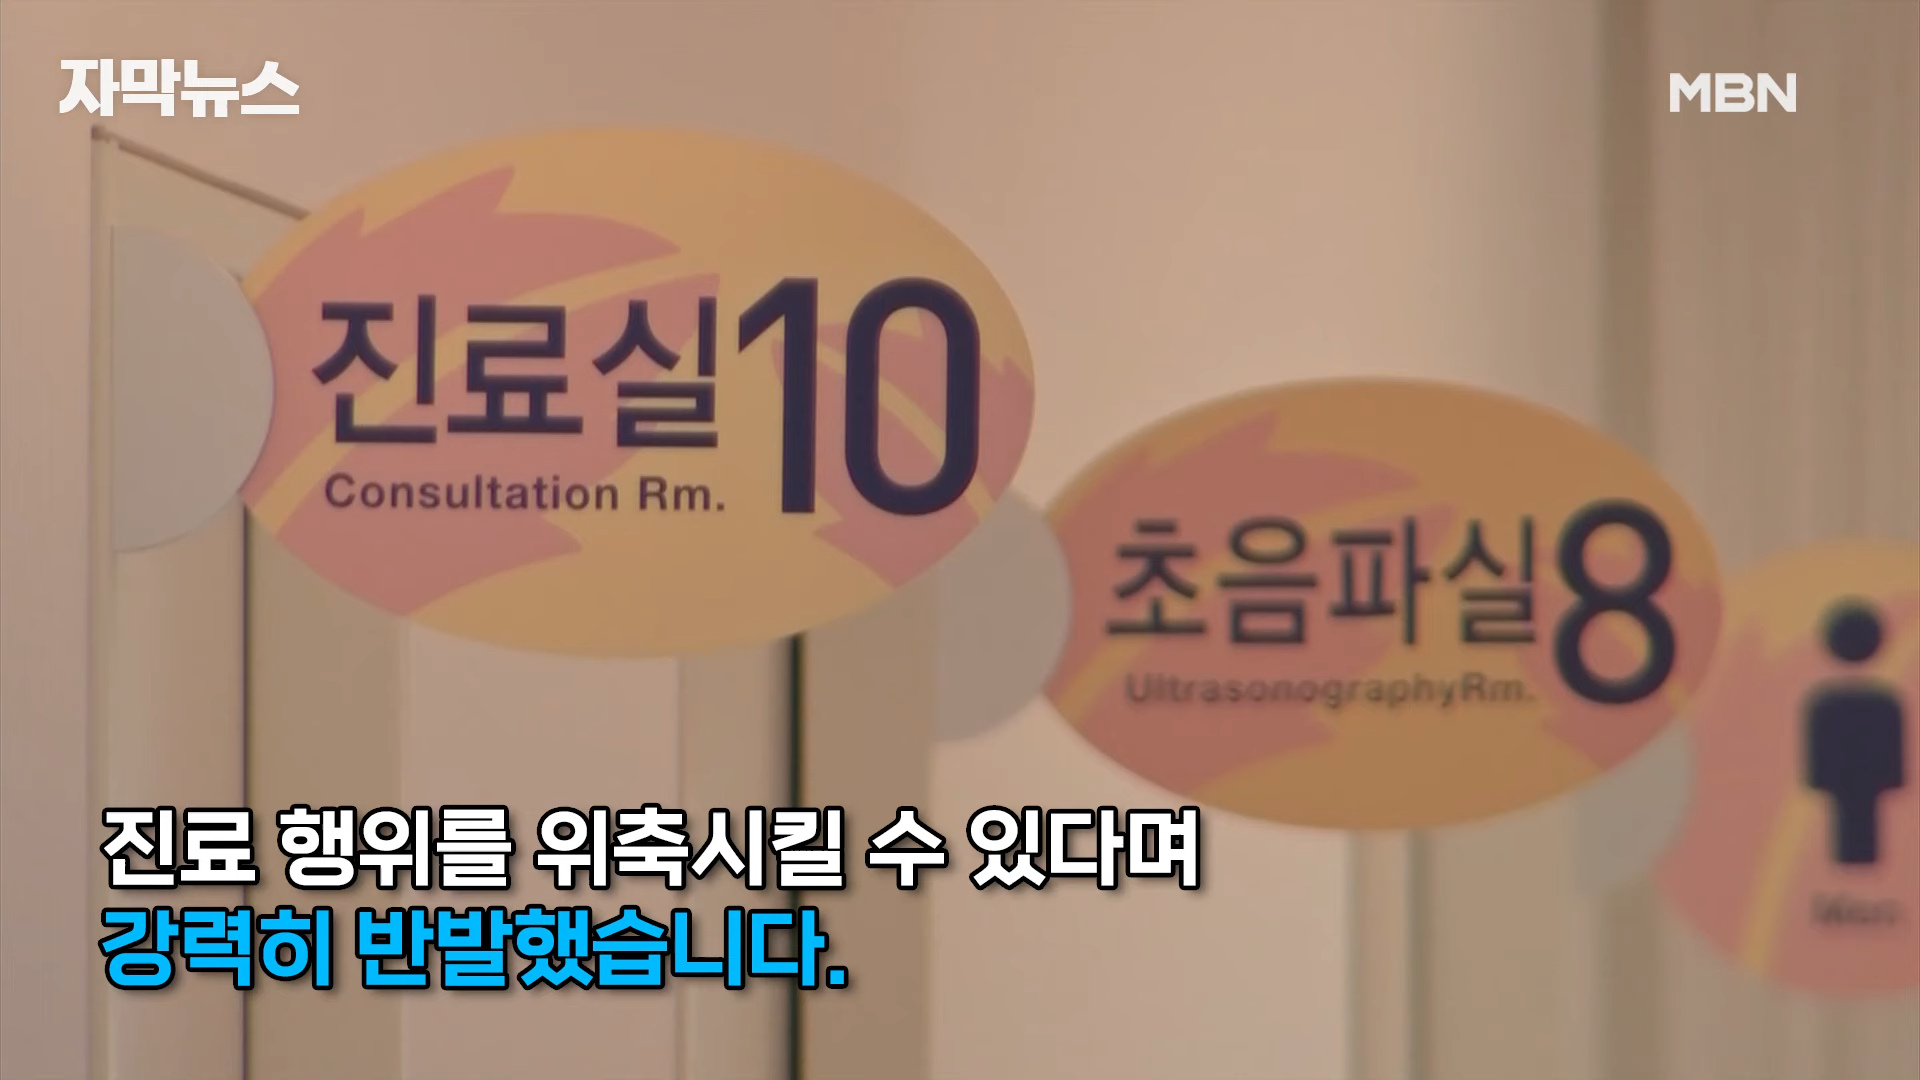 자막뉴스
MBN
진료실 10
Consultation Rm.
초음파실 8
UltrasonographyRm.
Men
진료 행위를 위축시킬 수 있다며
강력히 반발했습니다.